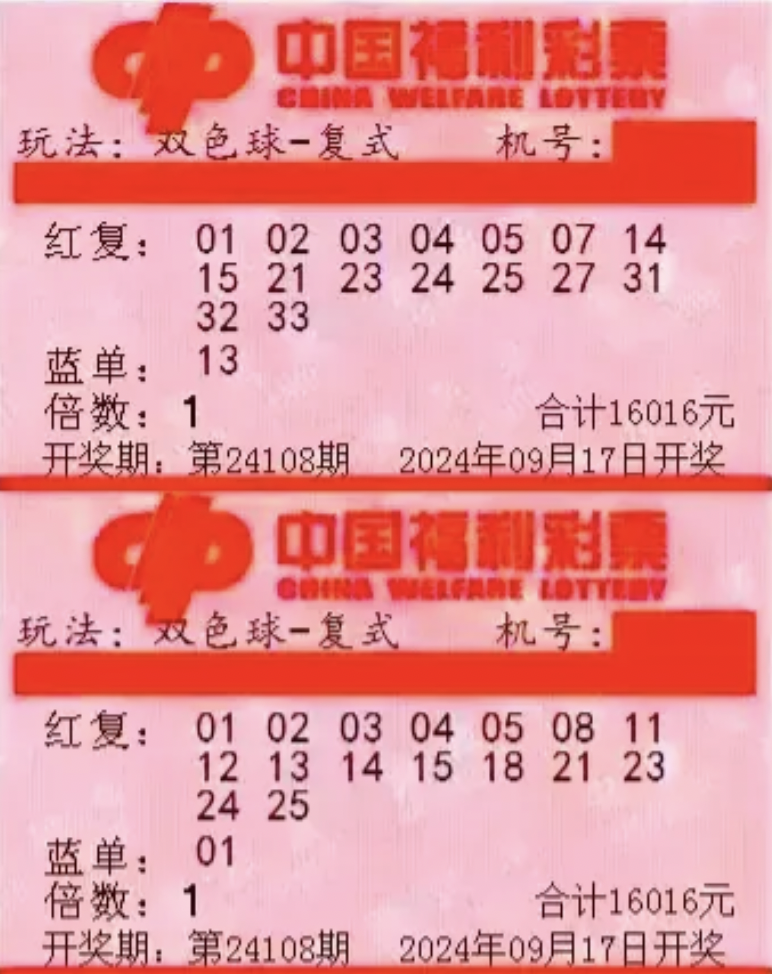 中国福利彩票
CHINA WELFARE LOTTERY
玩法：双色球-复式 机号：
红复： 01 02 03 04 05 07 14
15 21 23 24 25 27 31
32 33
蓝单： 13
倍数：1 合计16016元
开奖期：第24108期 2024年09月17日开奖
中国福利彩票
CHINA WELFARE LOTTERY
玩法：双色球-复式 机号：
红复： 01 02 03 04 05 08 11
12 13 14 15 18 21 23
24 25
蓝单： 01
倍数：1 合计16016元
开奖期：第24108期 2024年09月17日开奖